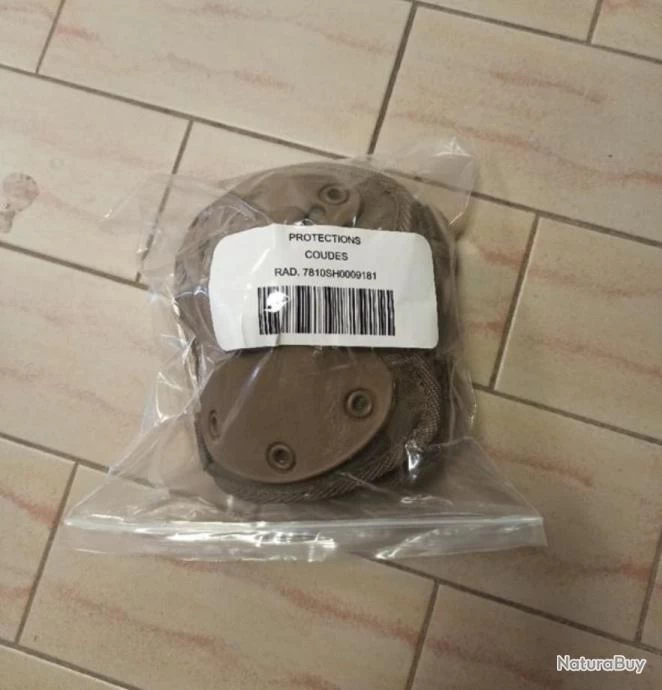 PROTECTIONS
COUDES
RAD. 7810SH0009181
NaturaBuy